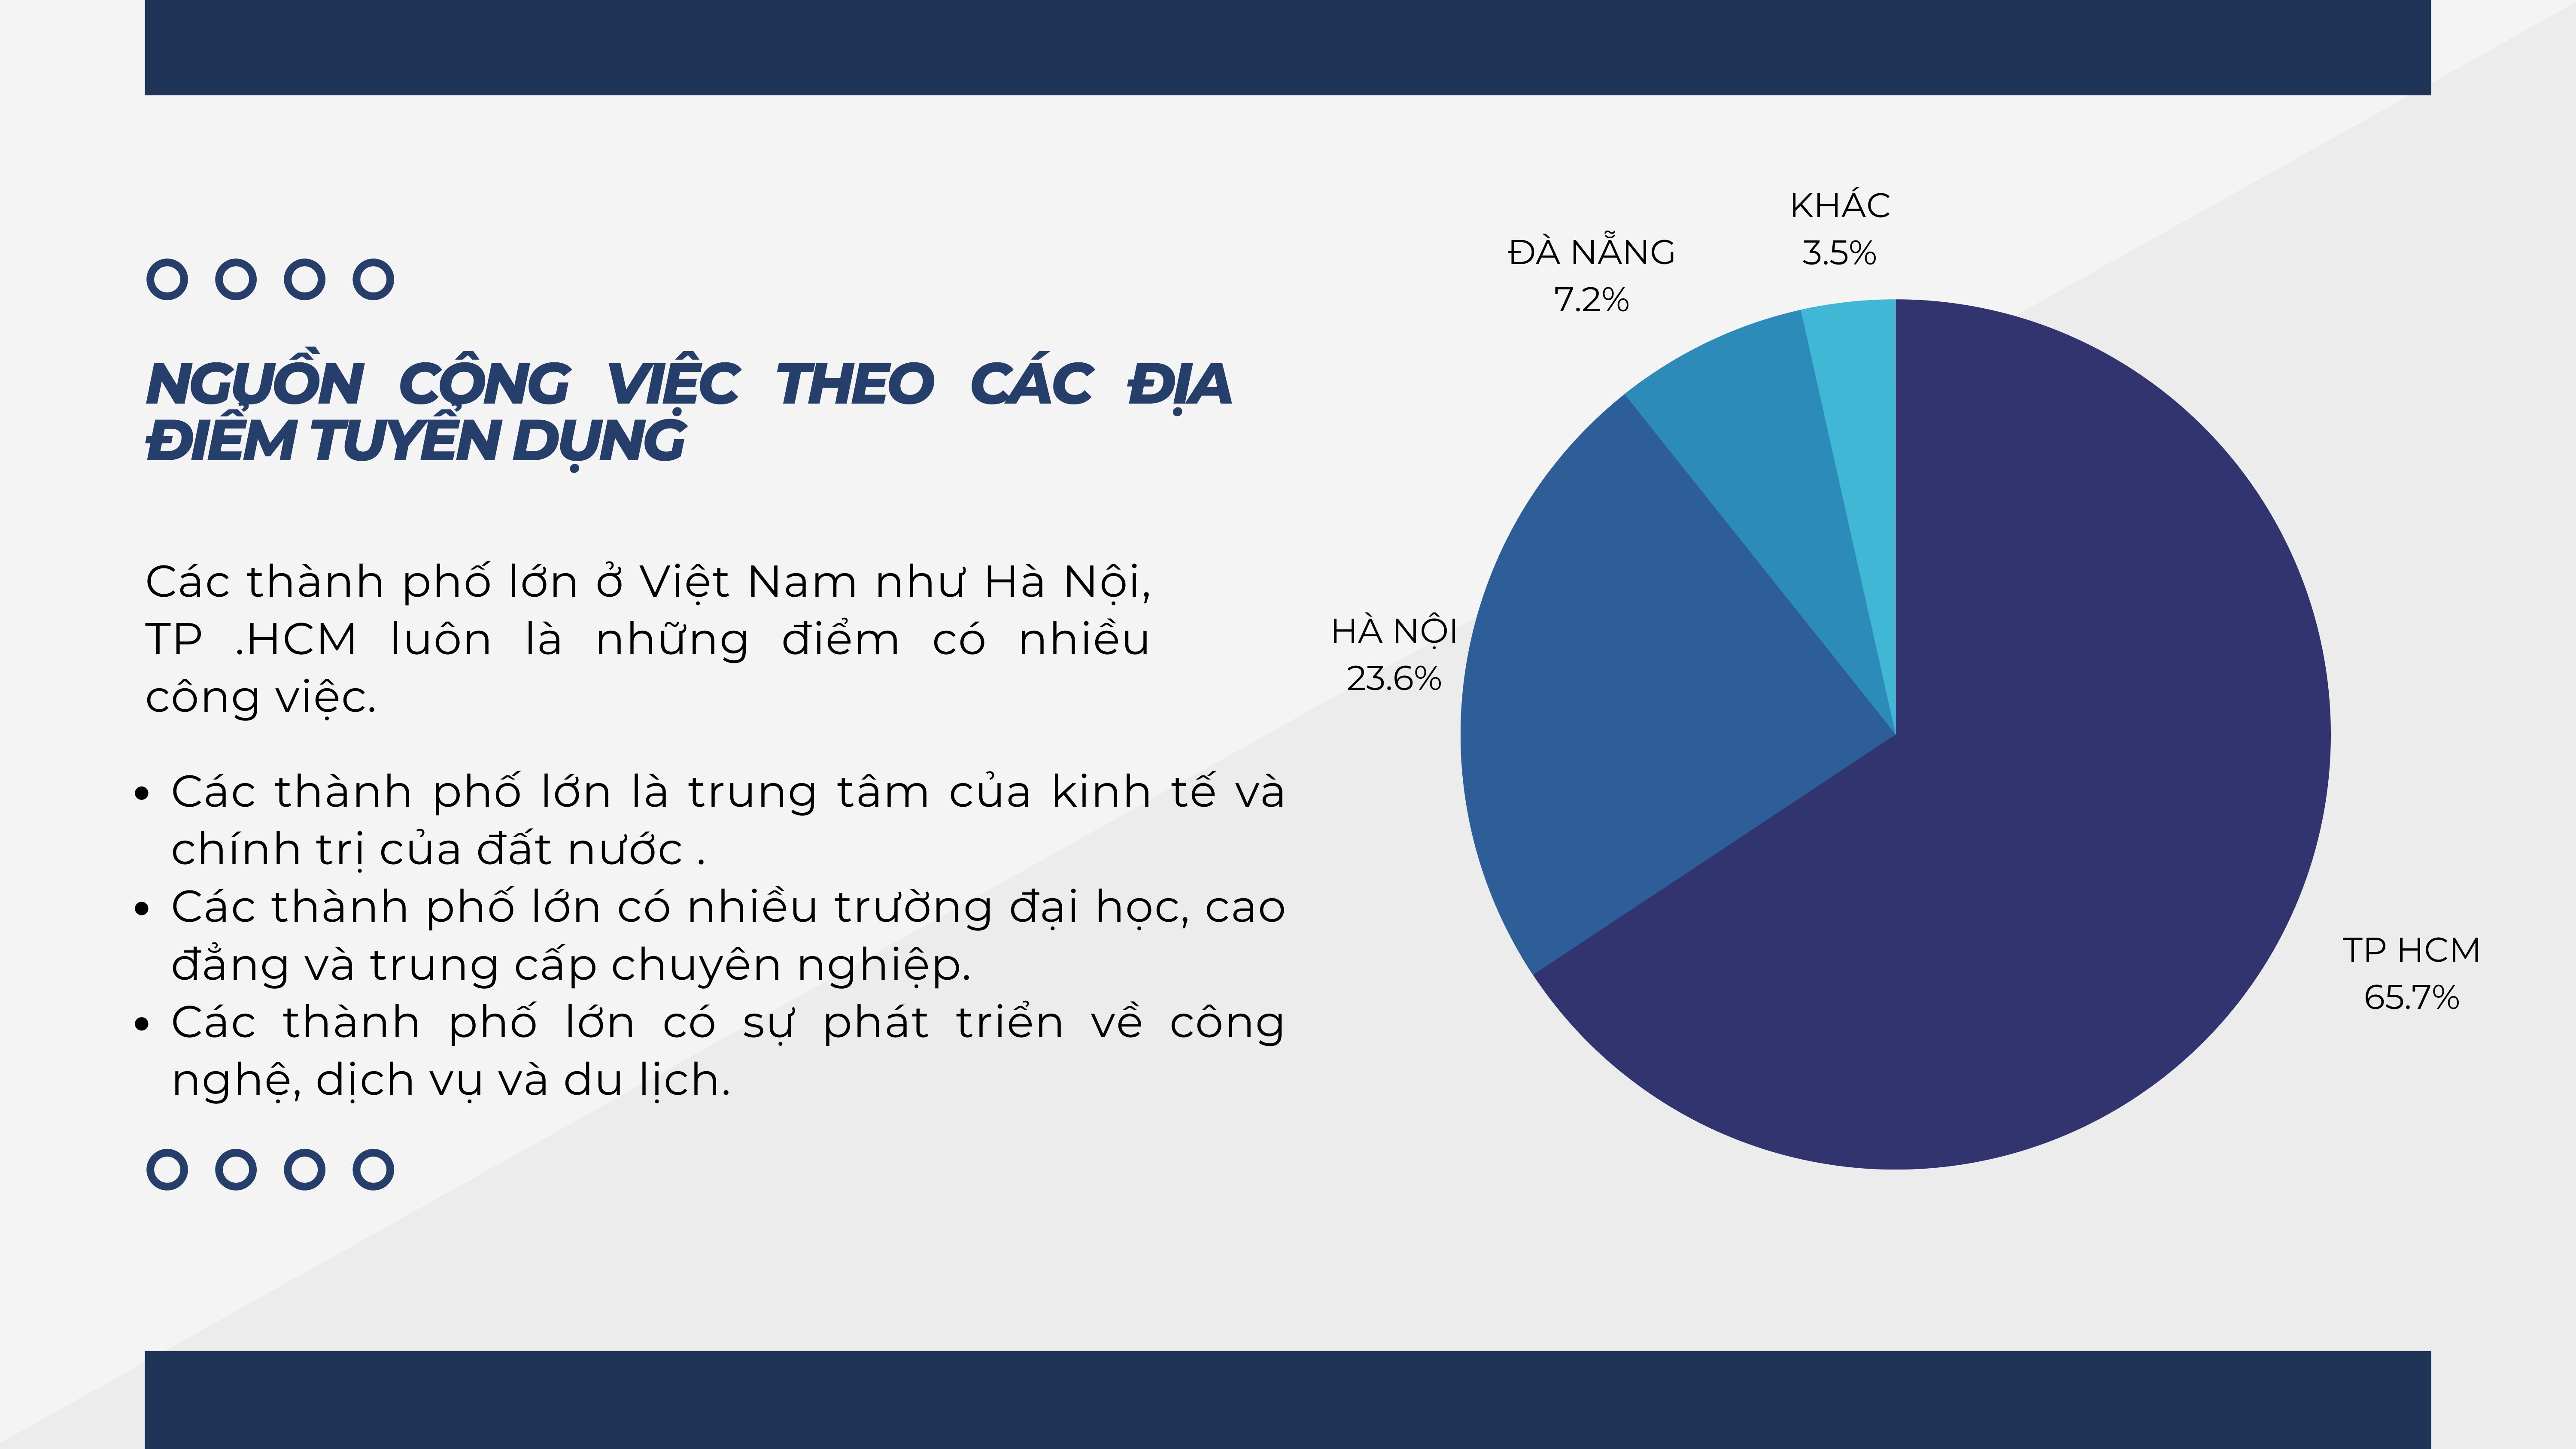 NGUỒN CÔNG VIỆC THEO CÁC ĐỊA
ĐIỂM TUYỂN DỤNG
Các thành phố lớn ở Việt Nam như Hà Nội,
TP .HCM luôn là những điểm có nhiều
công việc.
• Các thành phố lớn là trung tâm của kinh tế và
chính trị của đất nước .
• Các thành phố lớn có nhiều trường đại học, cao
đẳng và trung cấp chuyên nghiệp.
• Các thành phố lớn có sự phát triển về công
nghệ, dịch vụ và du lịch.
KHÁC
3.5%
ĐÀ NẴNG
7.2%
HÀ NỘI
23.6%
TP HCM
65.7%